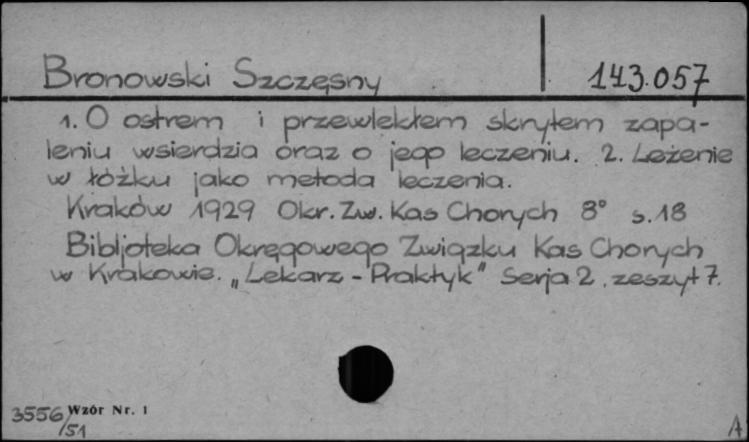 Bronowski Szczęsny 143.057
1. O ostrem i przewlekłem skrytem zapa-
leniu wsierdzia oraz o jego leczeniu. 2. Leżenie
w łóżku jako metoda leczenia.
Kraków 1929 Okr. Zw. Kas Chorych 8° s. 18
Bibljoteka Okręgowego Związku Kas Chorych
w Krakowie. „Lekarz - Praktyk" Serja 2. zeszyt 7.
3556/51 Wzór Nr. 1
A